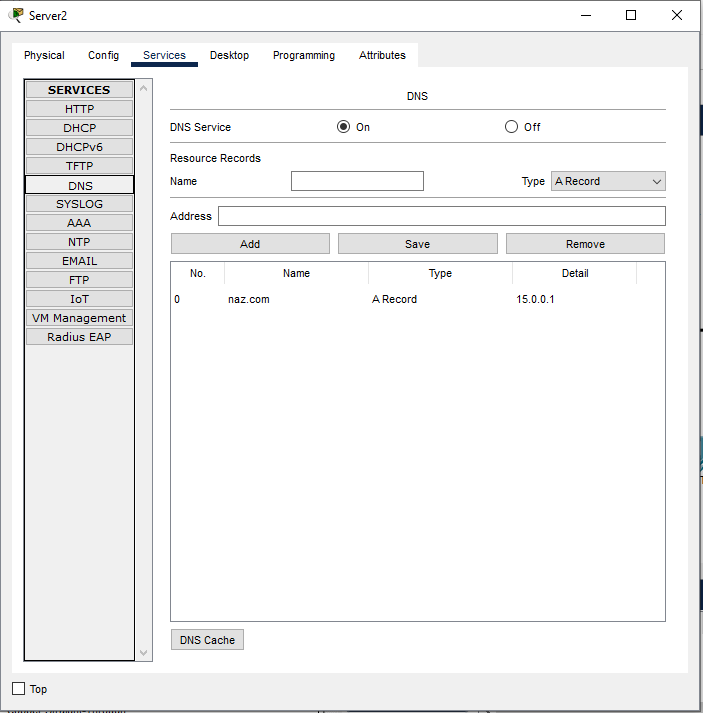 Server2
Physical Config Services Desktop Programming Attributes
SERVICES
HTTP
DHCP
DHCPv6
TFTP
DNS
SYSLOG
AAA
NTP
EMAIL
FTP
IoT
VM Management
Radius EAP
DNS
DNS Service On Off
Resource Records
Name Type A Record
Address
Add Save Remove
No. Name Type Detail
0 naz.com A Record 15.0.0.1
DNS Cache
Top